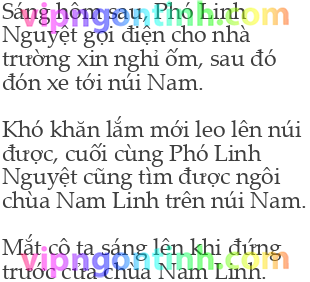 Sáng hôm sau, Phó Linh
Nguyệt gọi điện cho nhà
trường xin nghỉ ốm, sau đó
đón xe tới núi Nam.
Khó khăn lắm mới leo lên núi
được, cuối cùng Phó Linh
Nguyệt cũng tìm được ngôi
chùa Nam Linh trên núi Nam.
Mắt cô ta sáng lên khi đứng
trước cửa chùa Nam Linh.
vipngontinh.com
vipngontinh.com